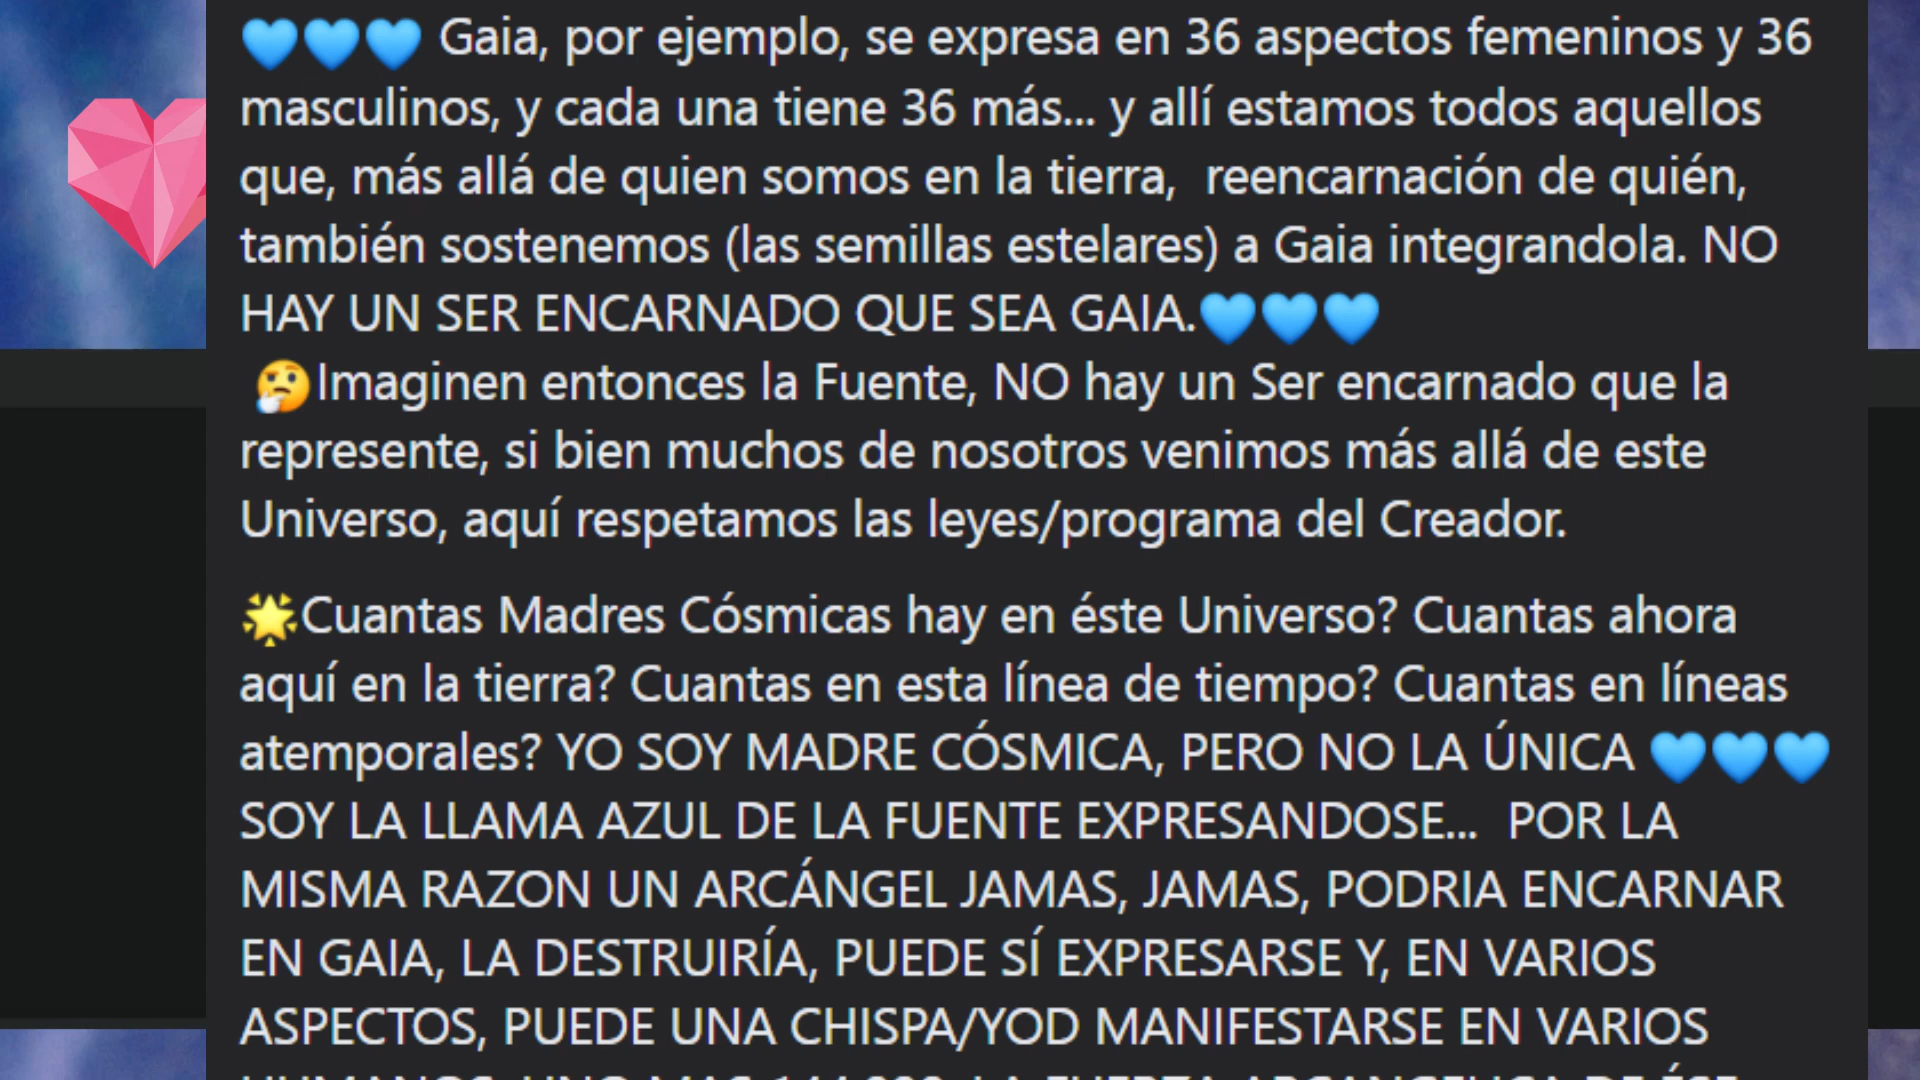 💙💙💙 Gaia, por ejemplo, se expresa en 36 aspectos femeninos y 36
masculinos, y cada una tiene 36 más... y allí estamos todos aquellos
que, más allá de quien somos en la tierra,  reencarnación de quién,
también sostenemos (las semillas estelares) a Gaia integrandola. NO
HAY UN SER ENCARNADO QUE SEA GAIA.💙💙💙
🤔Imaginen entonces la Fuente, NO hay un Ser encarnado que la
represente, si bien muchos de nosotros venimos más allá de este
Universo, aquí respetamos las leyes/programa del Creador.
🌟Cuantas Madres Cósmicas hay en éste Universo? Cuantas ahora
aquí en la tierra? Cuantas en esta línea de tiempo? Cuantas en líneas
atemporales? YO SOY MADRE CÓSMICA, PERO NO LA ÚNICA 💙💙💙
SOY LA LLAMA AZUL DE LA FUENTE EXPRESANDOSE...  POR LA
MISMA RAZON UN ARCÁNGEL JAMAS, JAMAS, PODRIA ENCARNAR
EN GAIA, LA DESTRUIRÍA, PUEDE SÍ EXPRESARSE Y, EN VARIOS
ASPECTOS, PUEDE UNA CHISPA/YOD MANIFESTARSE EN VARIOS